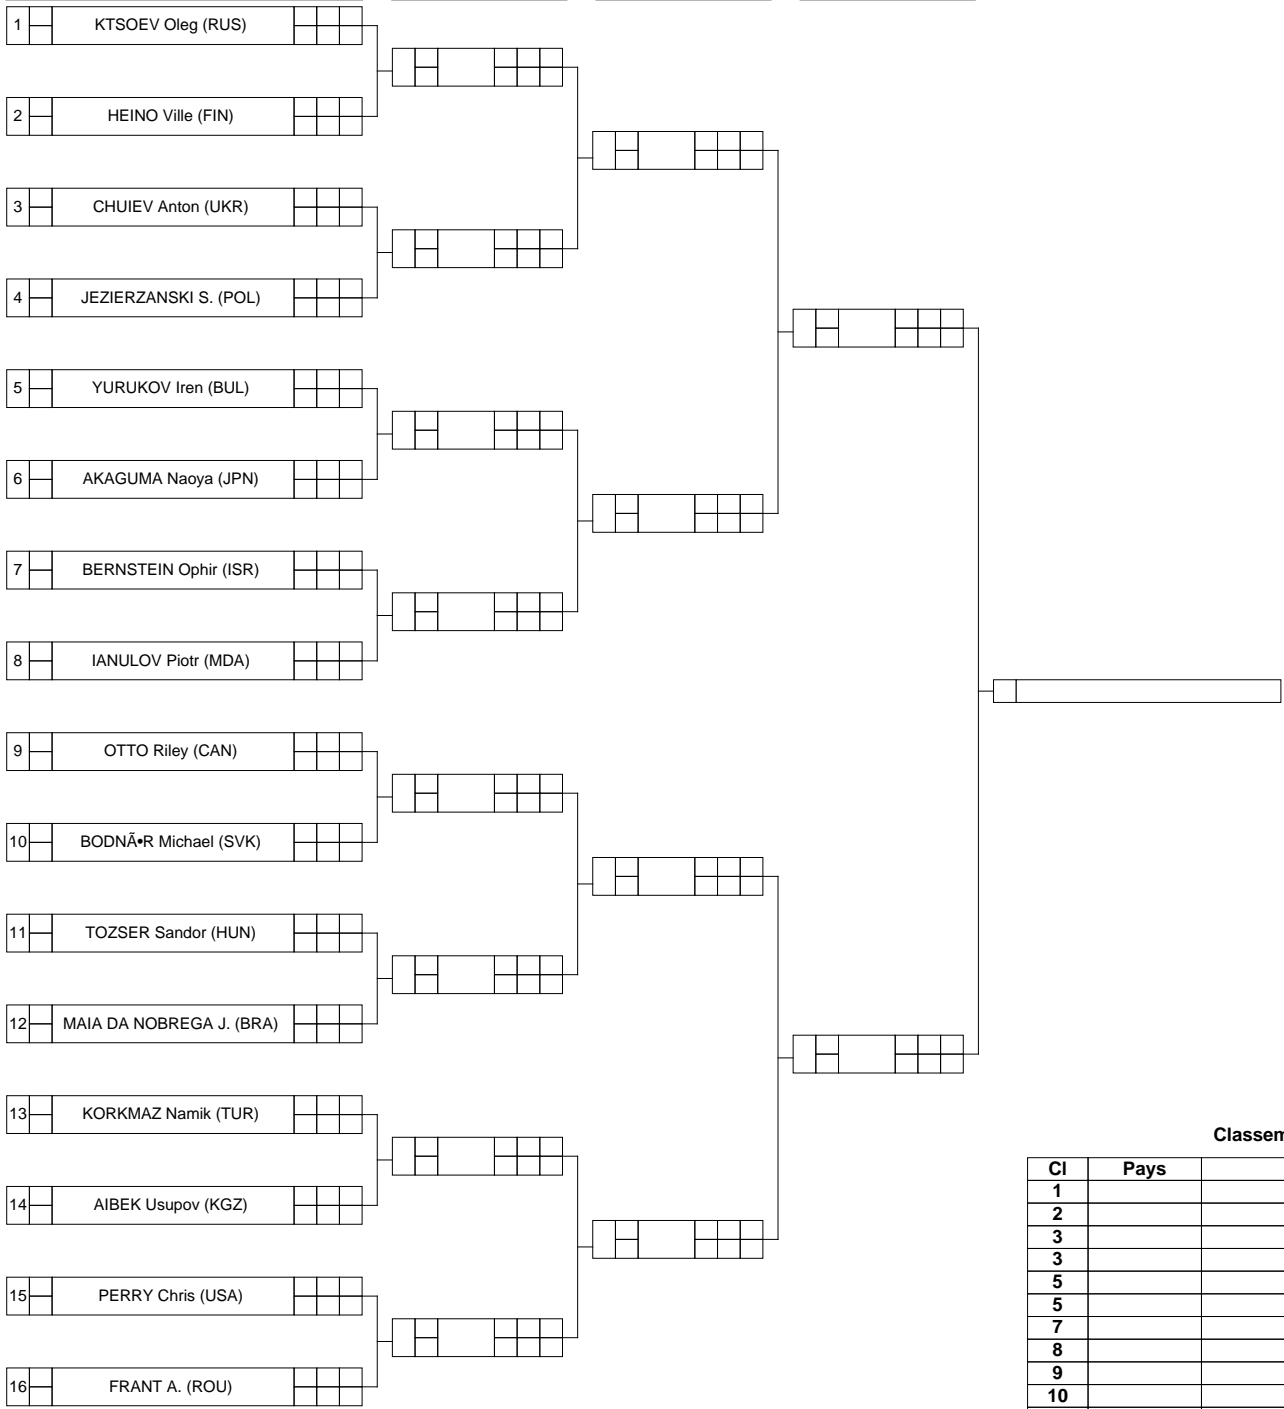 1 KTSOEV Oleg (RUS)
2 HEINO Ville (FIN)
3 CHUIEV Anton (UKR)
4 JEZIERZANSKI S. (POL)
5 YURUKOV Iren (BUL)
6 AKAGUMA Naoya (JPN)
7 BERNSTEIN Ophir (ISR)
8 IANULOV Piotr (MDA)
9 OTTO Riley (CAN)
10 BODNÃ•R Michael (SVK)
11 TOZSER Sandor (HUN)
12 MAIA DA NOBREGA J. (BRA)
13 KORKMAZ Namik (TUR)
14 AIBEK Usupov (KGZ)
15 PERRY Chris (USA)
16 FRANT A. (ROU)
Classem
Cl Pays
1
2
3
3
5
5
7
8
9
10